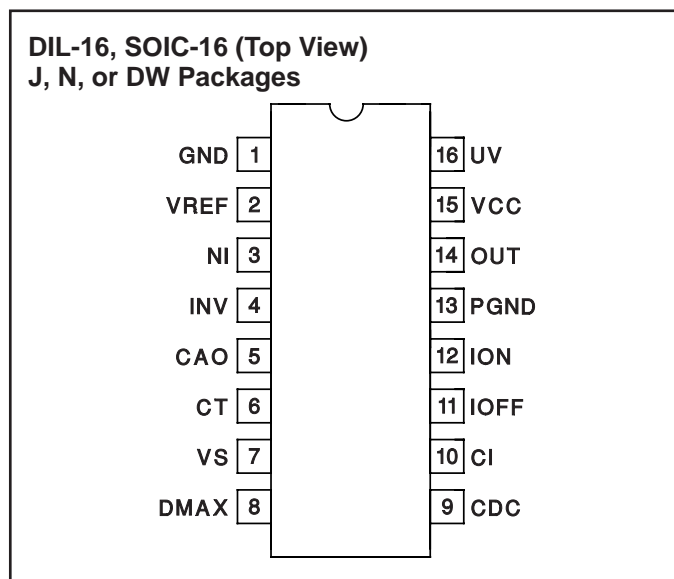 DIL-16, SOIC-16 (Top View)
J, N, or DW Packages
GND 1 16 UV
VREF 2 15 VCC
NI 3 14 OUT
INV 4 13 PGND
CAO 5 12 ION
CT 6 11 IOFF
VS 7 10 CI
DMAX 8 9 CDC